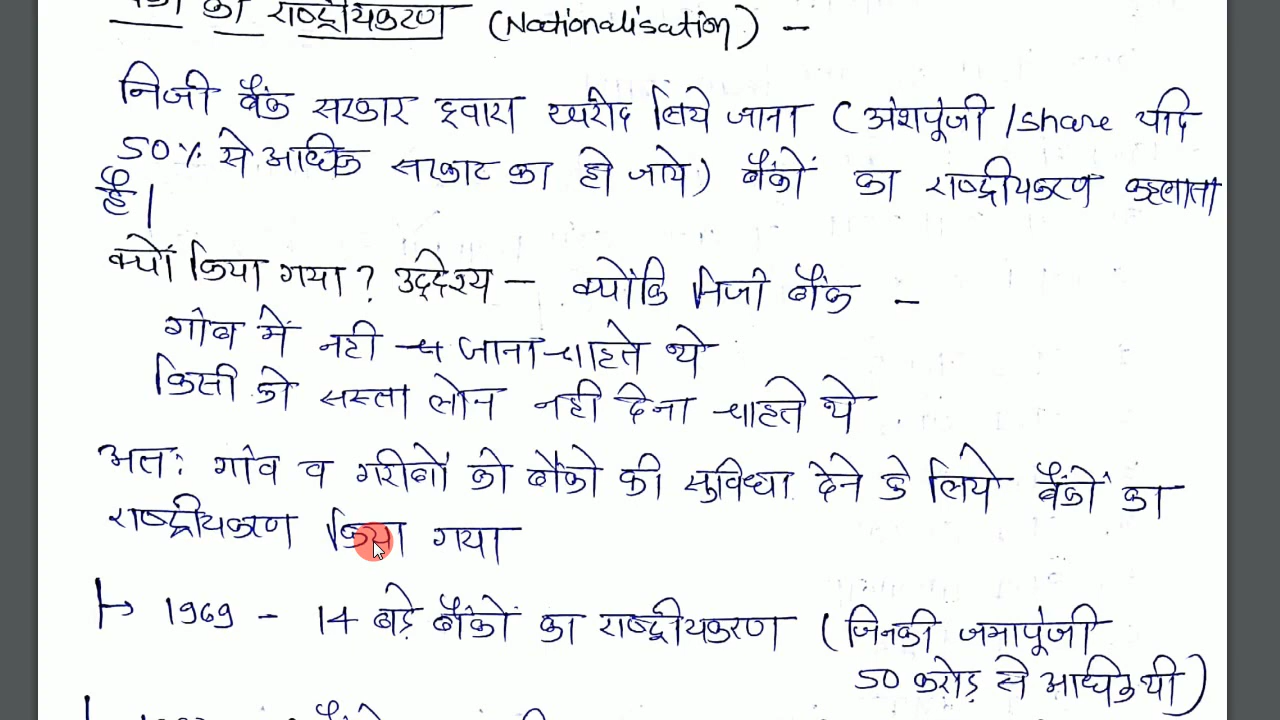 का राष्ट्रीयकरण (Nationalisation) –
निजी बैंक सरकार द्वारा खरीद लिये जाना (अंशपूंजी /share यदि
50% से अधिक सरकार का हो जाये) बैंकों का राष्ट्रीयकरण कहलाता
है।
क्यों किया गया? उद्देश्य – क्योंकि निजी बैंक –
गांव में नही जाना चाहते थे
किसी को सस्ता लोन नही देना चाहते थे
अतः गांव व गरीबों को बैंको की सुविधा देने के लिये बैंकों का
राष्ट्रीयकरण किया गया
↳ 1969 – 14 बड़े बैंकों का राष्ट्रीयकरण (जिनकी जमापूंजी
50 करोड़ से अधिक थी)